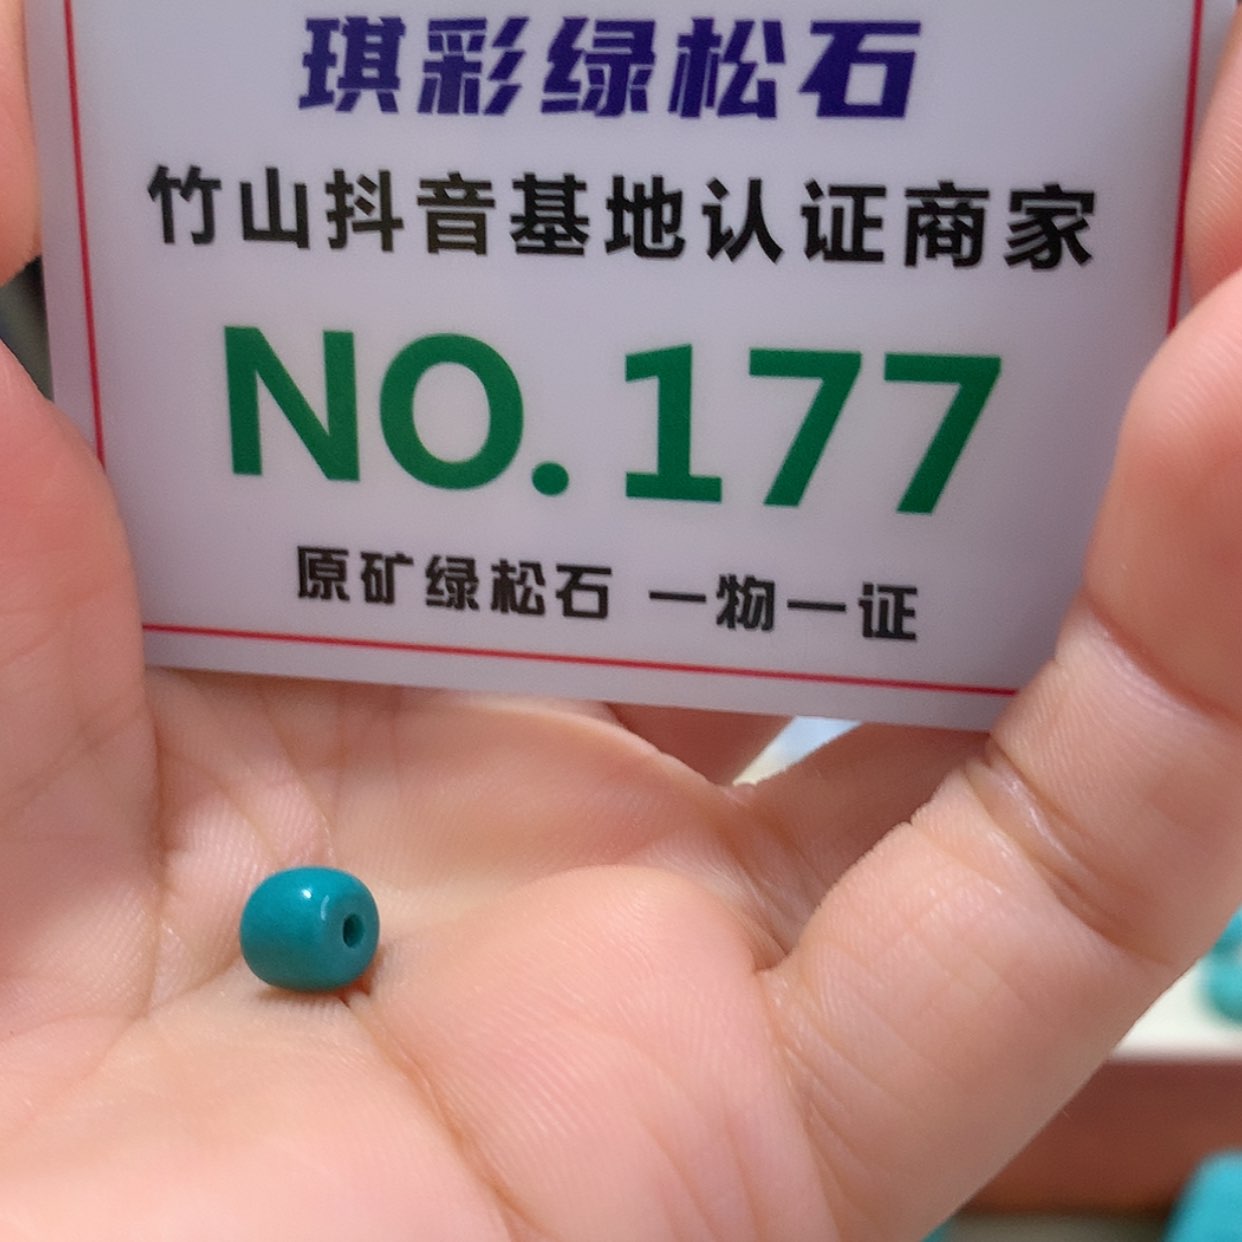 琪彩绿松石
竹山抖音基地认证商家
NO.177
原矿绿松石 一物一证